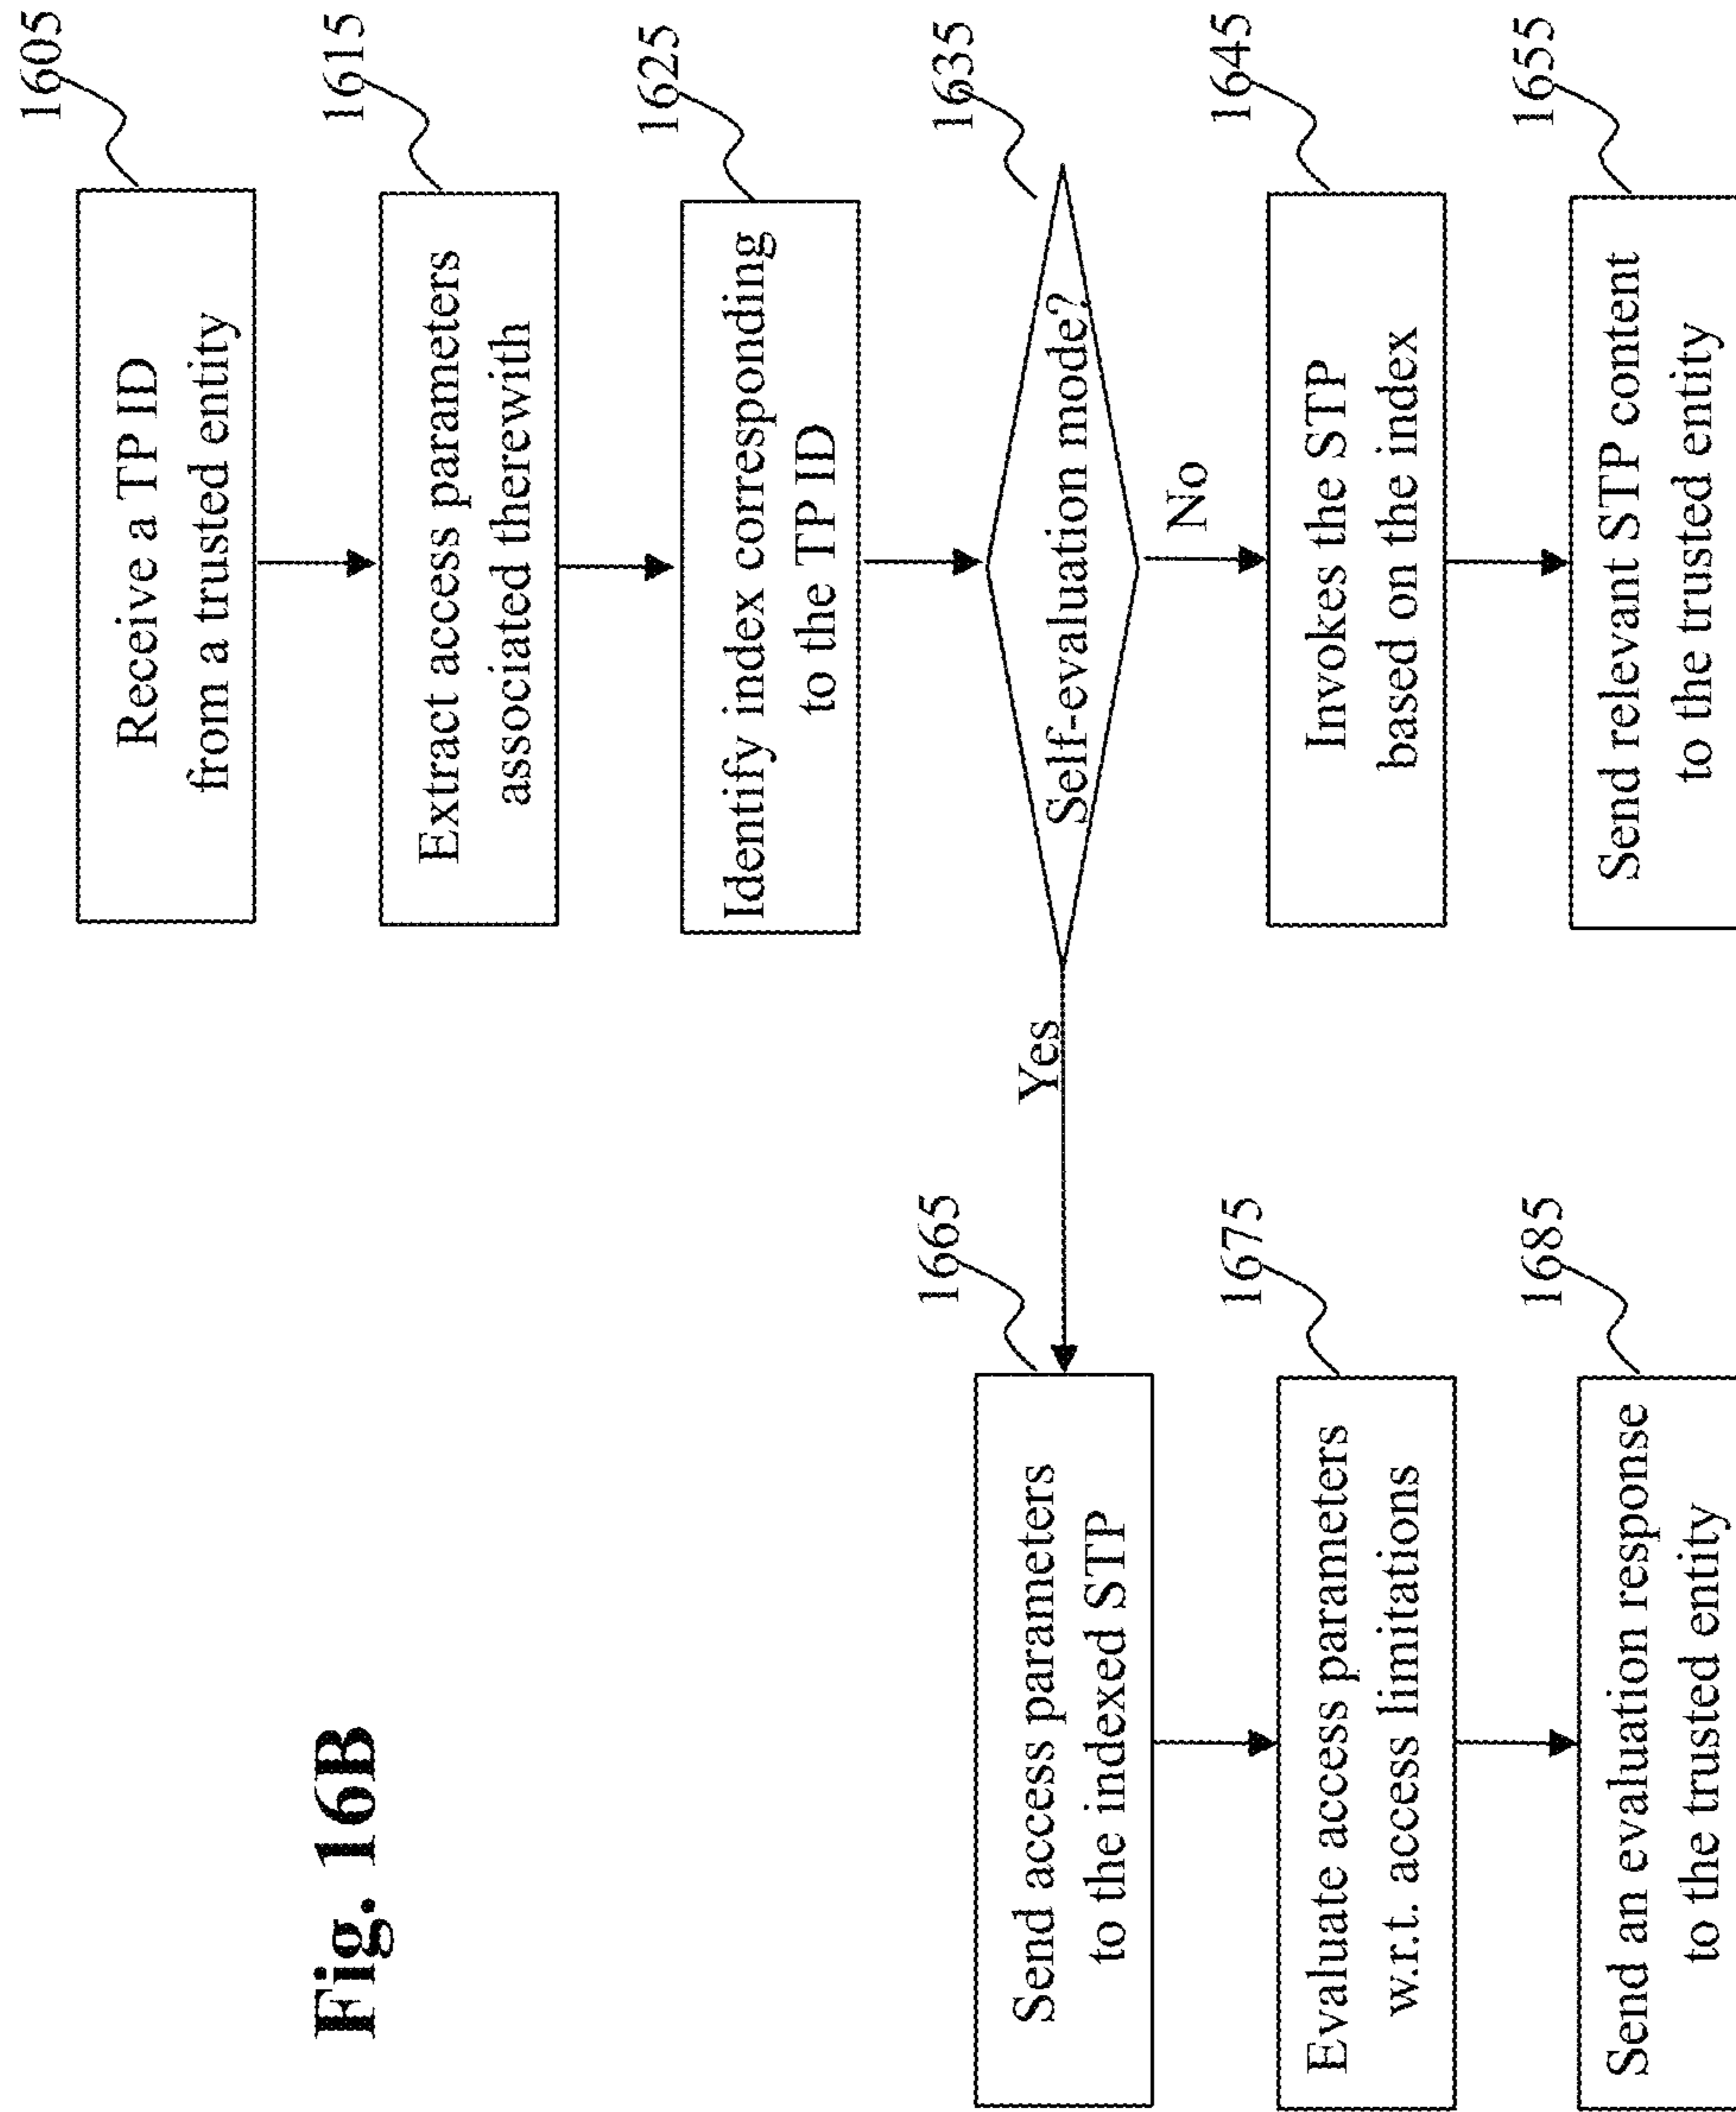 Fig. 16B
1605
Receive a TP ID
from a trusted entity
1615
Extract access parameters
associated therewith
1625
Identify index corresponding
to the TP ID
1635
Self-evaluation mode?
Yes
No
1645
Invokes the STP
based on the index
1655
Send relevant STP content
to the trusted entity
1665
Send access parameters
to the indexed STP
1675
Evaluate access parameters
w.r.t. access limitations
1685
Send an evaluation response
to the trusted entity